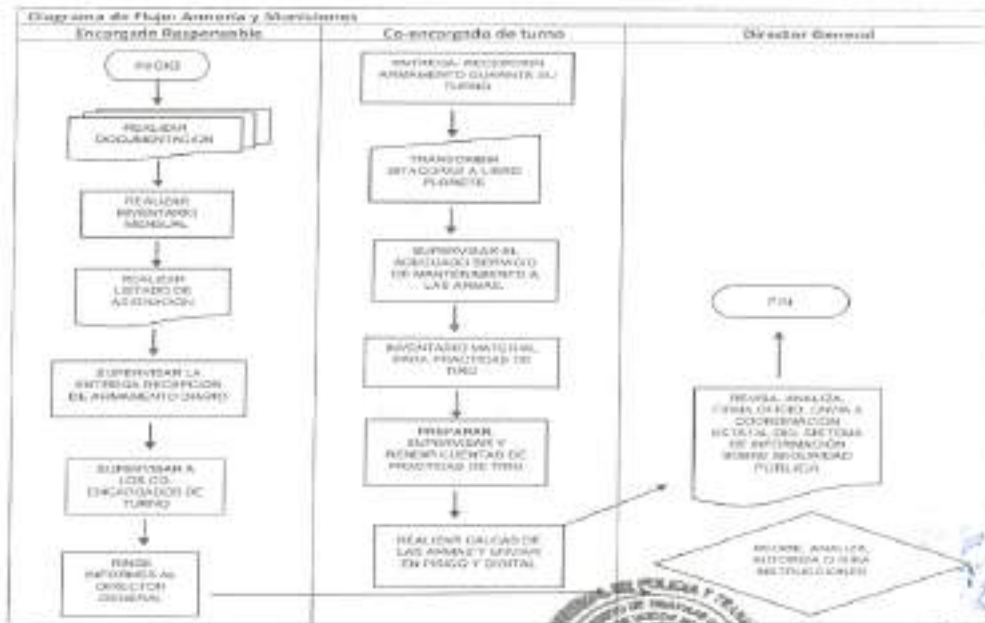 Diagrama de Flujo: Armería y Municiones
Encargado Responsable
Co-encargado de turno
Director General
INICIO
REALIZAR
DOCUMENTACION
REALIZAR
INVENTARIO
MENSUAL
REALIZAR
LISTADO DE
ASIGNACION
SUPERVISAR LA
ENTREGA RECEPCION
DE ARMAMENTO DIARIO
SUPERVISAR A
LOS CO-
ENCARGADOS DE
TURNO
RINDE
INFORMES AL
DIRECTOR
GENERAL
ENTREGA- RECEPCION
ARMAMENTO DURANTE SU
TURNO
TRANSCRIBIR
BITACORAS A LIBRO
FLORETE
SUPERVISAR EL
ADECUADO SERVICIO
DE MANTENIMIENTO A
LAS ARMAS.
INVENTARIO MATERIAL
PARA PRACTICAS DE
TIRO
PREPARAR,
SUPERVISAR Y
RENDIR CUENTAS DE
PRACTICAS DE TIRO
REALIZAR CALCAS DE
LAS ARMAS Y ENVIAR
EN FISICO Y DIGITAL
FIN
REVISA, ANALIZA,
FIRMA OFICIO, ENVIA A
COORDINACION
ESTATAL DEL SISTEMA
DE INFORMACION
SOBRE SEGURIDAD
PUBLICA
RECIBE, ANALIZA,
AUTORIZA O GIRA
INSTRUCCIONES
DE POLICIA Y